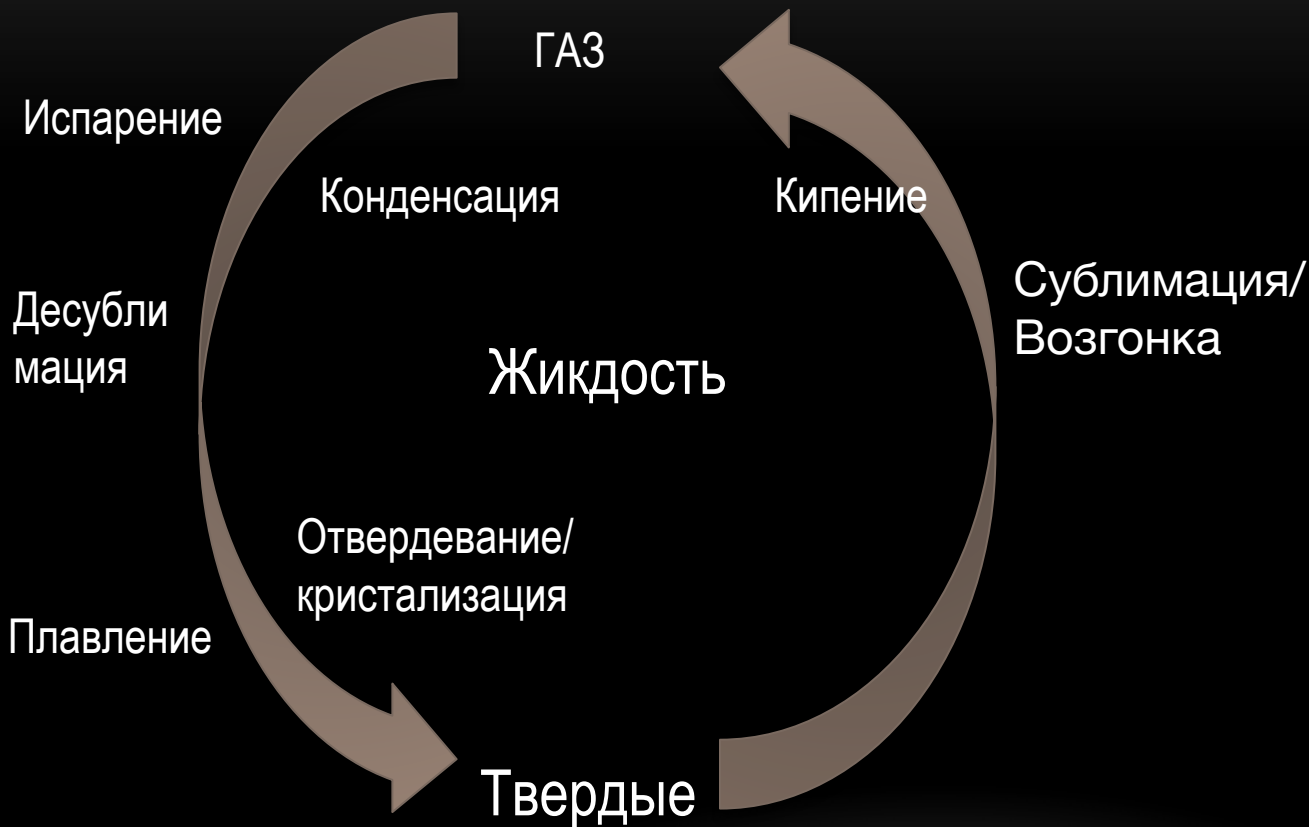 ГАЗ
Испарение
Конденсация
Кипение
Сублимация/
Возгонка
Десубли
мация
Жикдость
Отвердевание/
кристализация
Плавление
Твердые